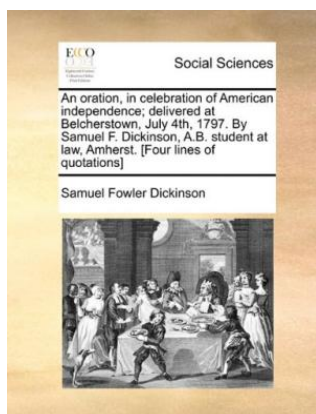 ECCO
Social Sciences
An oration, in celebration of American
independence; delivered at
Belcherstown, July 4th, 1797. By
Samuel F. Dickinson, A.B. student at
law, Amherst. [Four lines of
quotations]
Samuel Fowler Dickinson